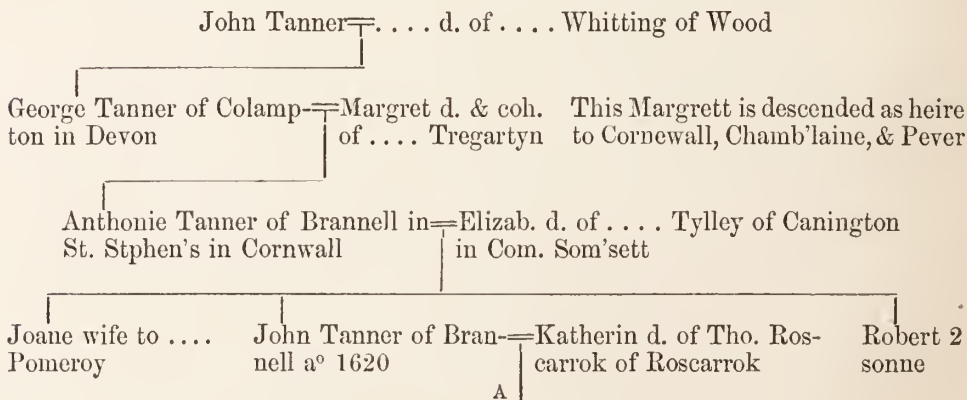 John Tanner=. . . . d. of . . . . Whitting of Wood
George Tanner of Colamp-=Margret d. & coh. This Margrett is descended as heire
ton in Devon of . . . . Tregartyn to Cornewall, Chamb'laine, & Pever
Anthonie Tanner of Brannell in=Elizab. d. of . . . . Tylley of Canington
St. Stphen's in Cornwall in Com. Som'sett
Joane wife to . . . . John Tanner of Bran-=Katherin d. of Tho. Ros- Robert 2
Pomeroy nell aº 1620 carrok of Roscarrok sonne
A